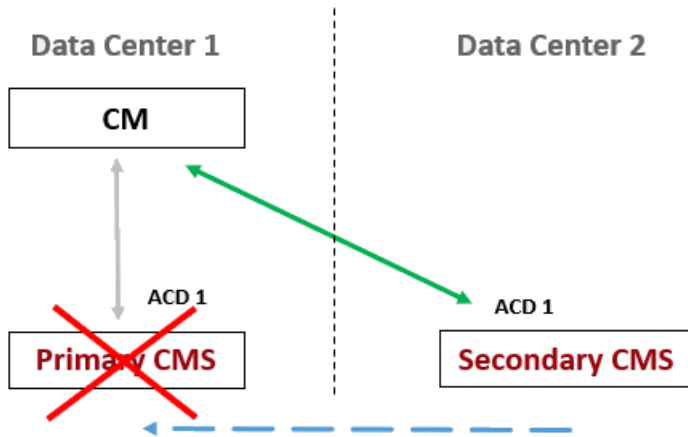 Data Center 1
Data Center 2
CM
ACD 1
ACD 1
Primary CMS
Secondary CMS